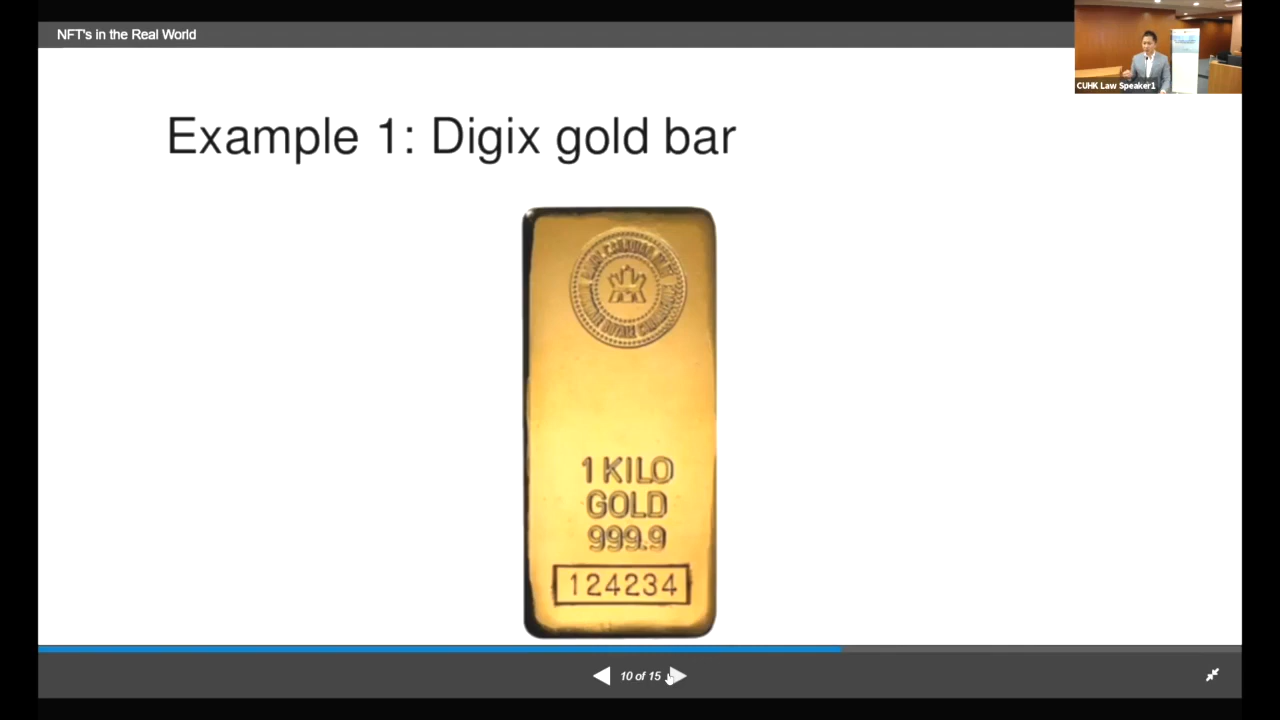 NFT's in the Real World
CUHK Law Speaker1
Example 1: Digix gold bar
1 KILO
GOLD
999.9
124234
10 of 15